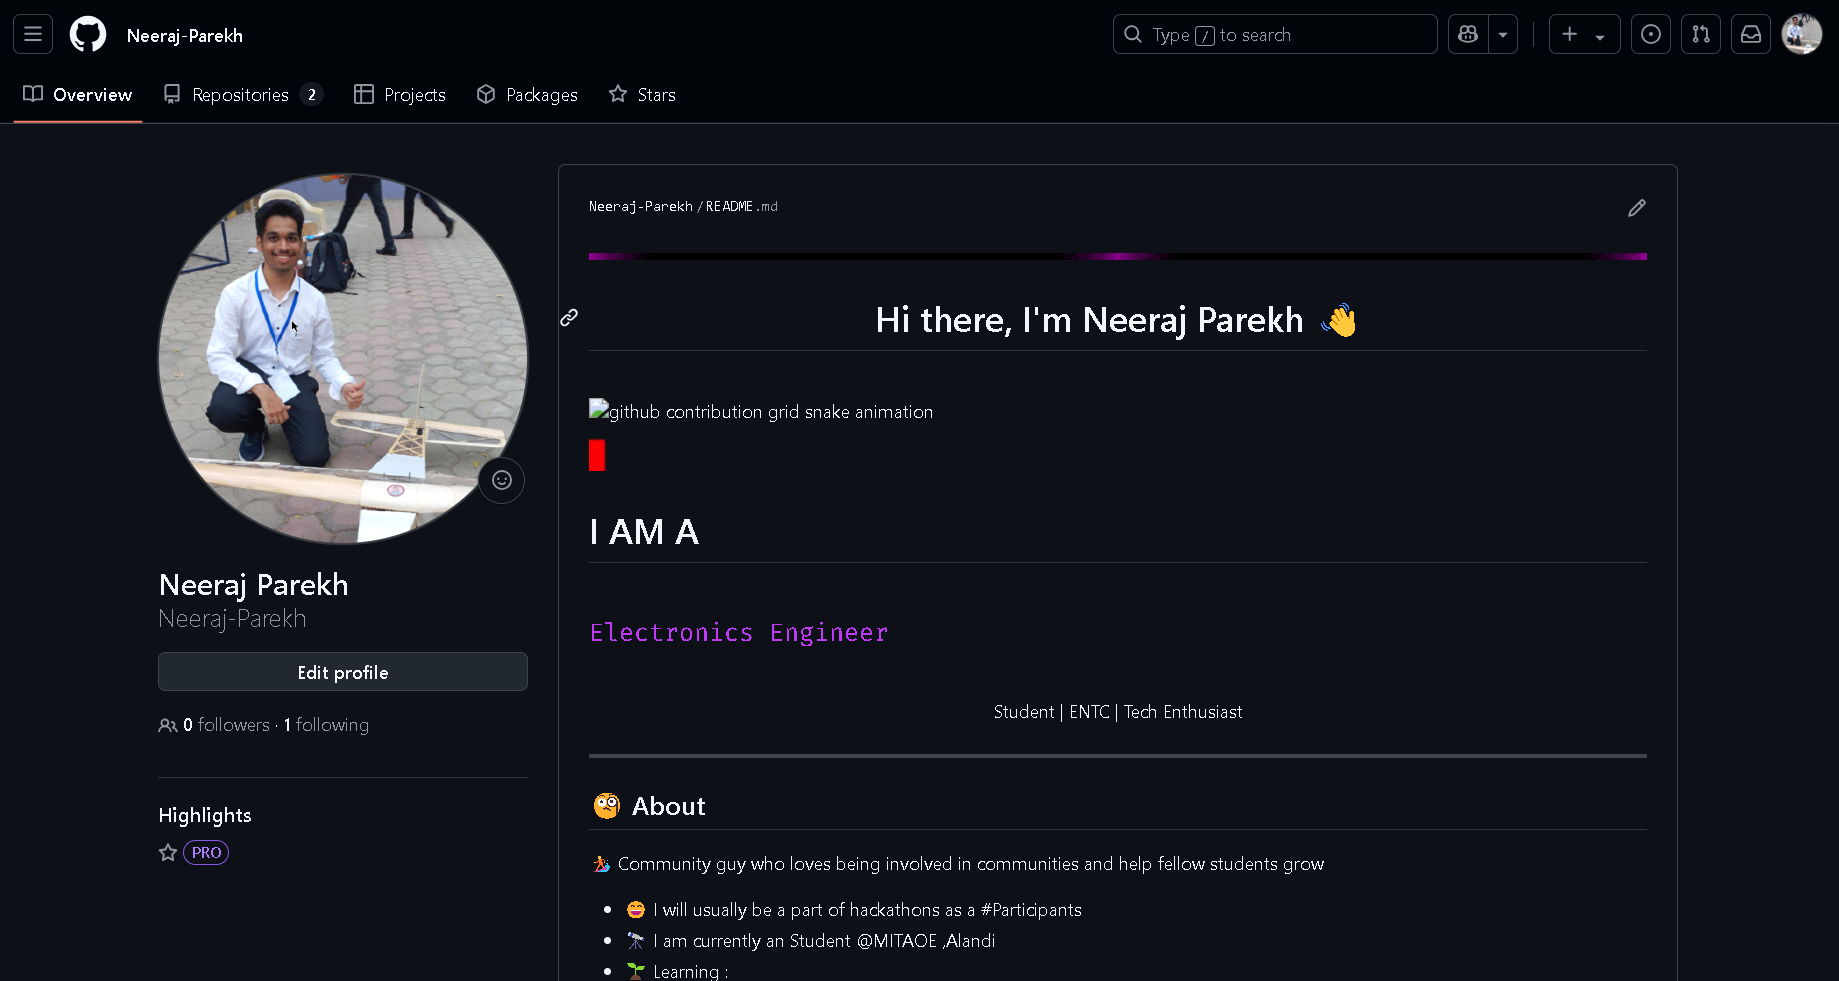 Neeraj-Parekh
Type / to search
Overview
Repositories 2
Projects
Packages
Stars
Neeraj Parekh
Neeraj-Parekh
Edit profile
0 followers · 1 following
Highlights
PRO
Neeraj-Parekh / README.md
Hi there, I'm Neeraj Parekh 👋
github contribution grid snake animation
I AM A
Electronics Engineer
Student | ENTC | Tech Enthusiast
🧐 About
🏄 Community guy who loves being involved in communities and help fellow students grow
• 😄 I will usually be a part of hackathons as a #Participants
• 🔭 I am currently an Student @MITAOE ,Alandi
• 🌱 Learning :